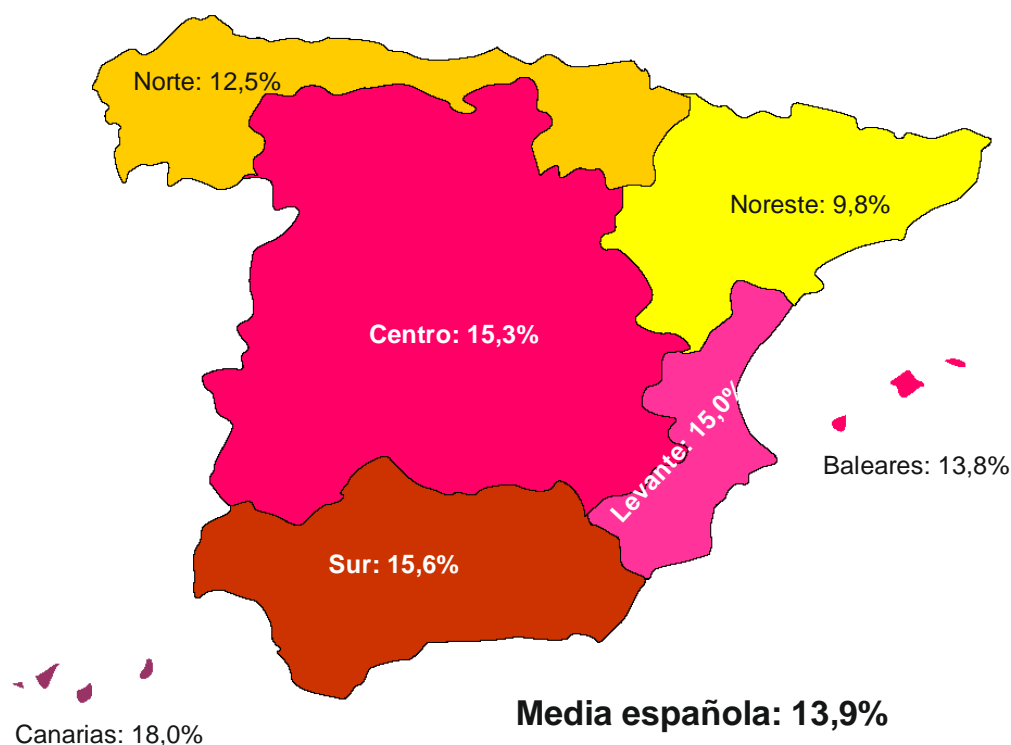 Norte: 12,5%
Noreste: 9,8%
Centro: 15,3%
Levante: 15,0%
Baleares: 13,8%
Sur: 15,6%
Media española: 13,9%
Canarias: 18,0%